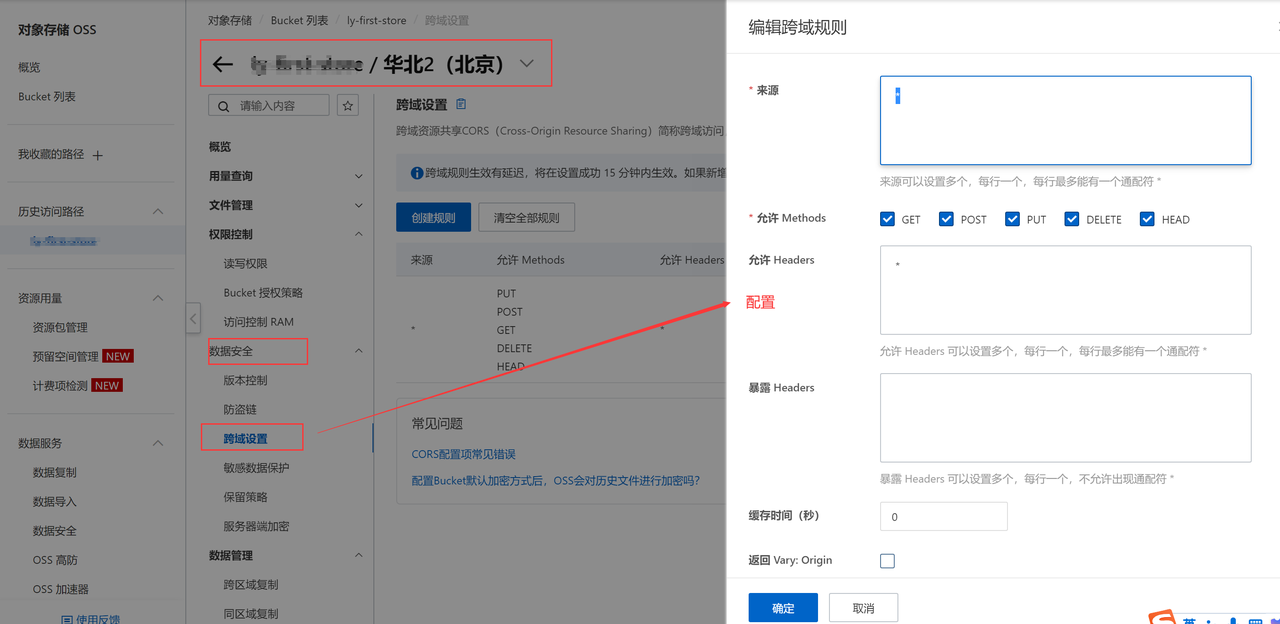 对象存储 OSS
概览
Bucket 列表
我收藏的路径
历史访问路径
资源用量
资源包管理
预留空间管理 NEW
计费项检测 NEW
数据服务
数据复制
数据导入
数据安全
OSS 高防
OSS 加速器
使用反馈
对象存储 / Bucket 列表 / ly-first-store / 跨域设置
/ 华北2（北京）
请输入内容
概览
用量查询
文件管理
权限控制
读写权限
Bucket 授权策略
访问控制 RAM
数据安全
版本控制
防盗链
跨域设置
敏感数据保护
保留策略
服务器端加密
数据管理
跨区域复制
同区域复制
跨域设置
跨域资源共享CORS（Cross-Origin Resource Sharing）简称跨域访问
跨域规则生效有延迟，将在设置成功 15 分钟内生效。如果新增
创建规则
清空全部规则
来源 允许 Methods 允许 Headers
PUT
POST
* GET *
DELETE
HEAD
常见问题
CORS配置项常见错误
配置Bucket默认加密方式后，OSS会对历史文件进行加密吗？
配置
编辑跨域规则
* 来源
*
来源可以设置多个，每行一个，每行最多能有一个通配符 *
* 允许 Methods
GET POST PUT DELETE HEAD
允许 Headers
*
允许 Headers 可以设置多个，每行一个，每行最多能有一个通配符 *
暴露 Headers
暴露 Headers 可以设置多个，每行一个，不允许出现通配符 *
缓存时间（秒）
0
返回 Vary: Origin
确定
取消
英